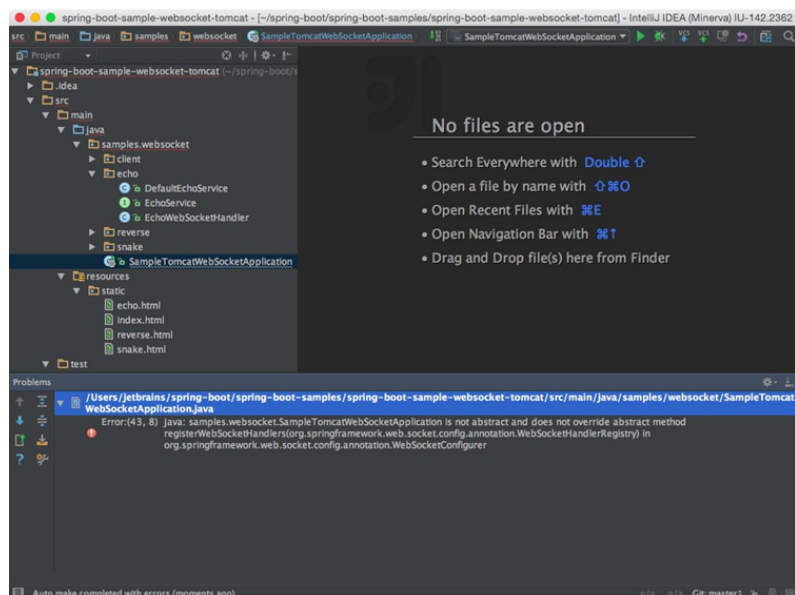 spring-boot-sample-websocket-tomcat - [~/spring-boot/spring-boot-samples/spring-boot-sample-websocket-tomcat] - IntelliJ IDEA (Minerva) IU-142.2362
src main java samples websocket SampleTomcatWebSocketApplication SampleTomcatWebSocketApplication VCS VCS
Project
spring-boot-sample-websocket-tomcat (~/spring-boot/s
.idea
src
main
java
samples.websocket
client
echo
DefaultEchoService
EchoService
EchoWebSocketHandler
reverse
snake
SampleTomcatWebSocketApplication
resources
static
echo.html
index.html
reverse.html
snake.html
test
No files are open
• Search Everywhere with Double ⇧
• Open a file by name with ⇧⌘O
• Open Recent Files with ⌘E
• Open Navigation Bar with ⌘↑
• Drag and Drop file(s) here from Finder
Problems
/Users/jetbrains/spring-boot/spring-boot-samples/spring-boot-sample-websocket-tomcat/src/main/java/samples/websocket/SampleTomcat
WebSocketApplication.java
Error:(43, 8) java: samples.websocket.SampleTomcatWebSocketApplication is not abstract and does not override abstract method
registerWebSocketHandlers(org.springframework.web.socket.config.annotation.WebSocketHandlerRegistry) in
org.springframework.web.socket.config.annotation.WebSocketConfigurer
Auto make completed with errors (moments ago) n/a n/a Git: master